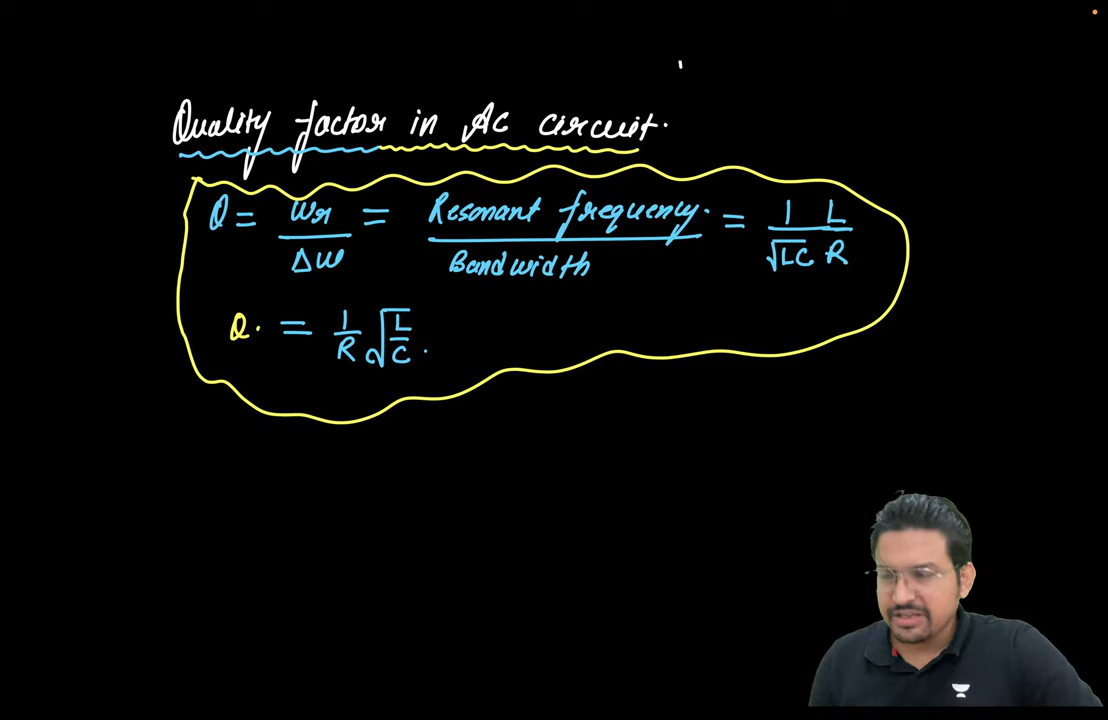 Quality factor in Ac circuit.
Q = ωr/Δω = Resonant frequency./Bandwidth = 1/√LC L/R
Q. = 1/R √L/C.